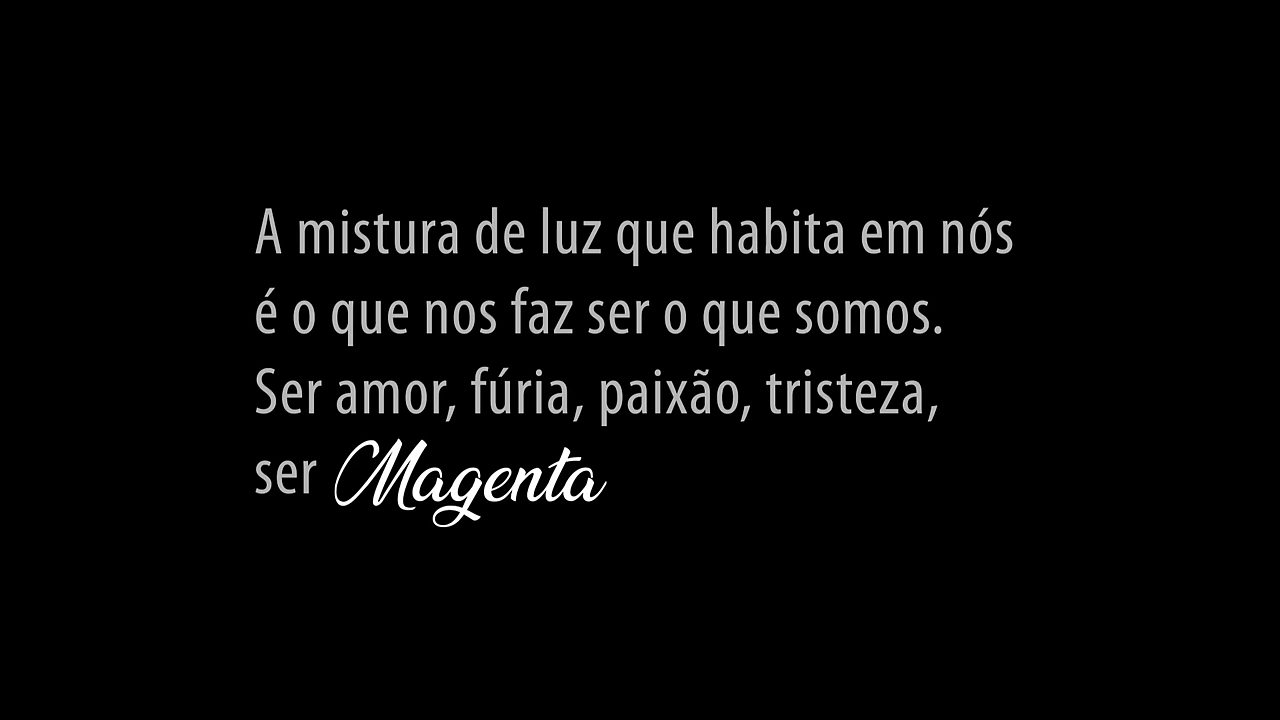 A mistura de luz que habita em nós
é o que nos faz ser o que somos.
Ser amor, fúria, paixão, tristeza,
ser Magenta